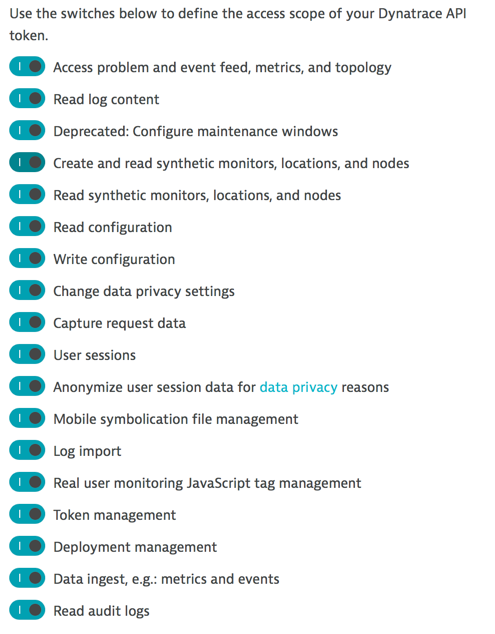 Use the switches below to define the access scope of your Dynatrace API
token.
Access problem and event feed, metrics, and topology
Read log content
Deprecated: Configure maintenance windows
Create and read synthetic monitors, locations, and nodes
Read synthetic monitors, locations, and nodes
Read configuration
Write configuration
Change data privacy settings
Capture request data
User sessions
Anonymize user session data for data privacy reasons
Mobile symbolication file management
Log import
Real user monitoring JavaScript tag management
Token management
Deployment management
Data ingest, e.g.: metrics and events
Read audit logs